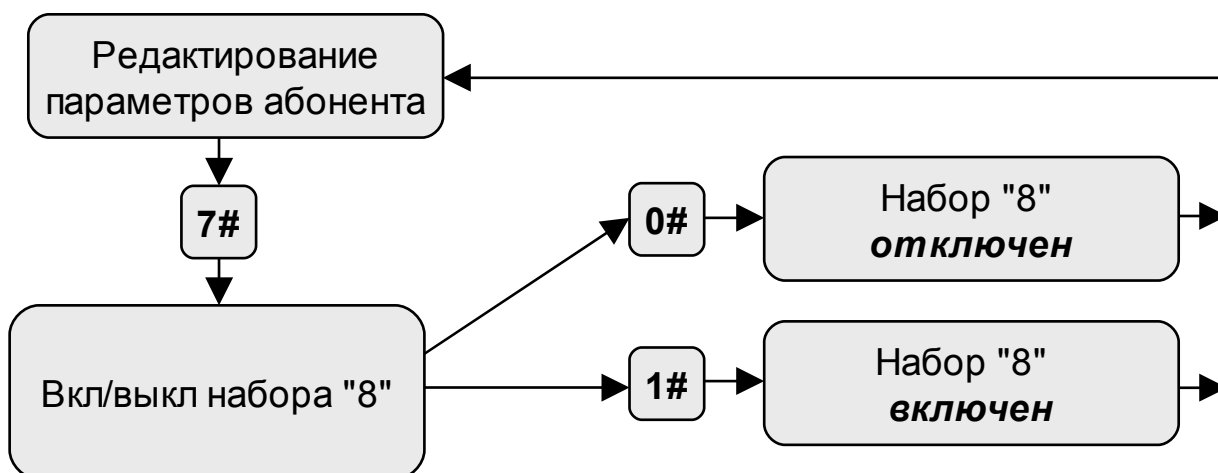 Редактирование
параметров абонента
7#
Вкл/выкл набора "8"
0#
Набор "8"
отключен
1#
Набор "8"
включен